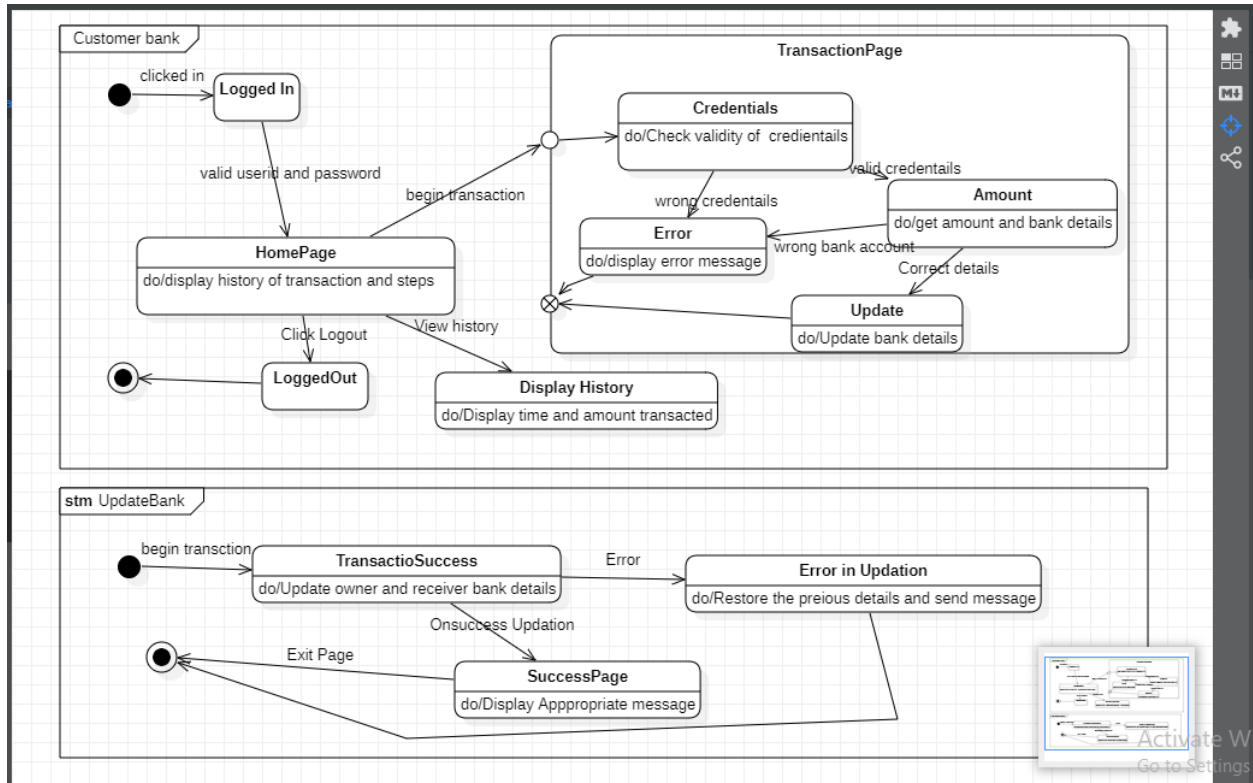 Customer bank
TransactionPage
clicked in
Logged In
Credentials
do/Check validity of  credientails
valid userid and password
begin transaction
valid credentails
wrong credentails
Amount
do/get amount and bank details
Error
do/display error message
wrong bank account
HomePage
do/display history of transaction and steps
Correct details
Update
do/Update bank details
Click Logout
View history
LoggedOut
Display History
do/Display time and amount transacted
stm UpdateBank
begin transction
TransactioSuccess
do/Update owner and receiver bank details
Error
Error in Updation
do/Restore the preious details and send message
Onsuccess Updation
Exit Page
SuccessPage
do/Display Apppropriate message
M
Activate W
Go to Settings